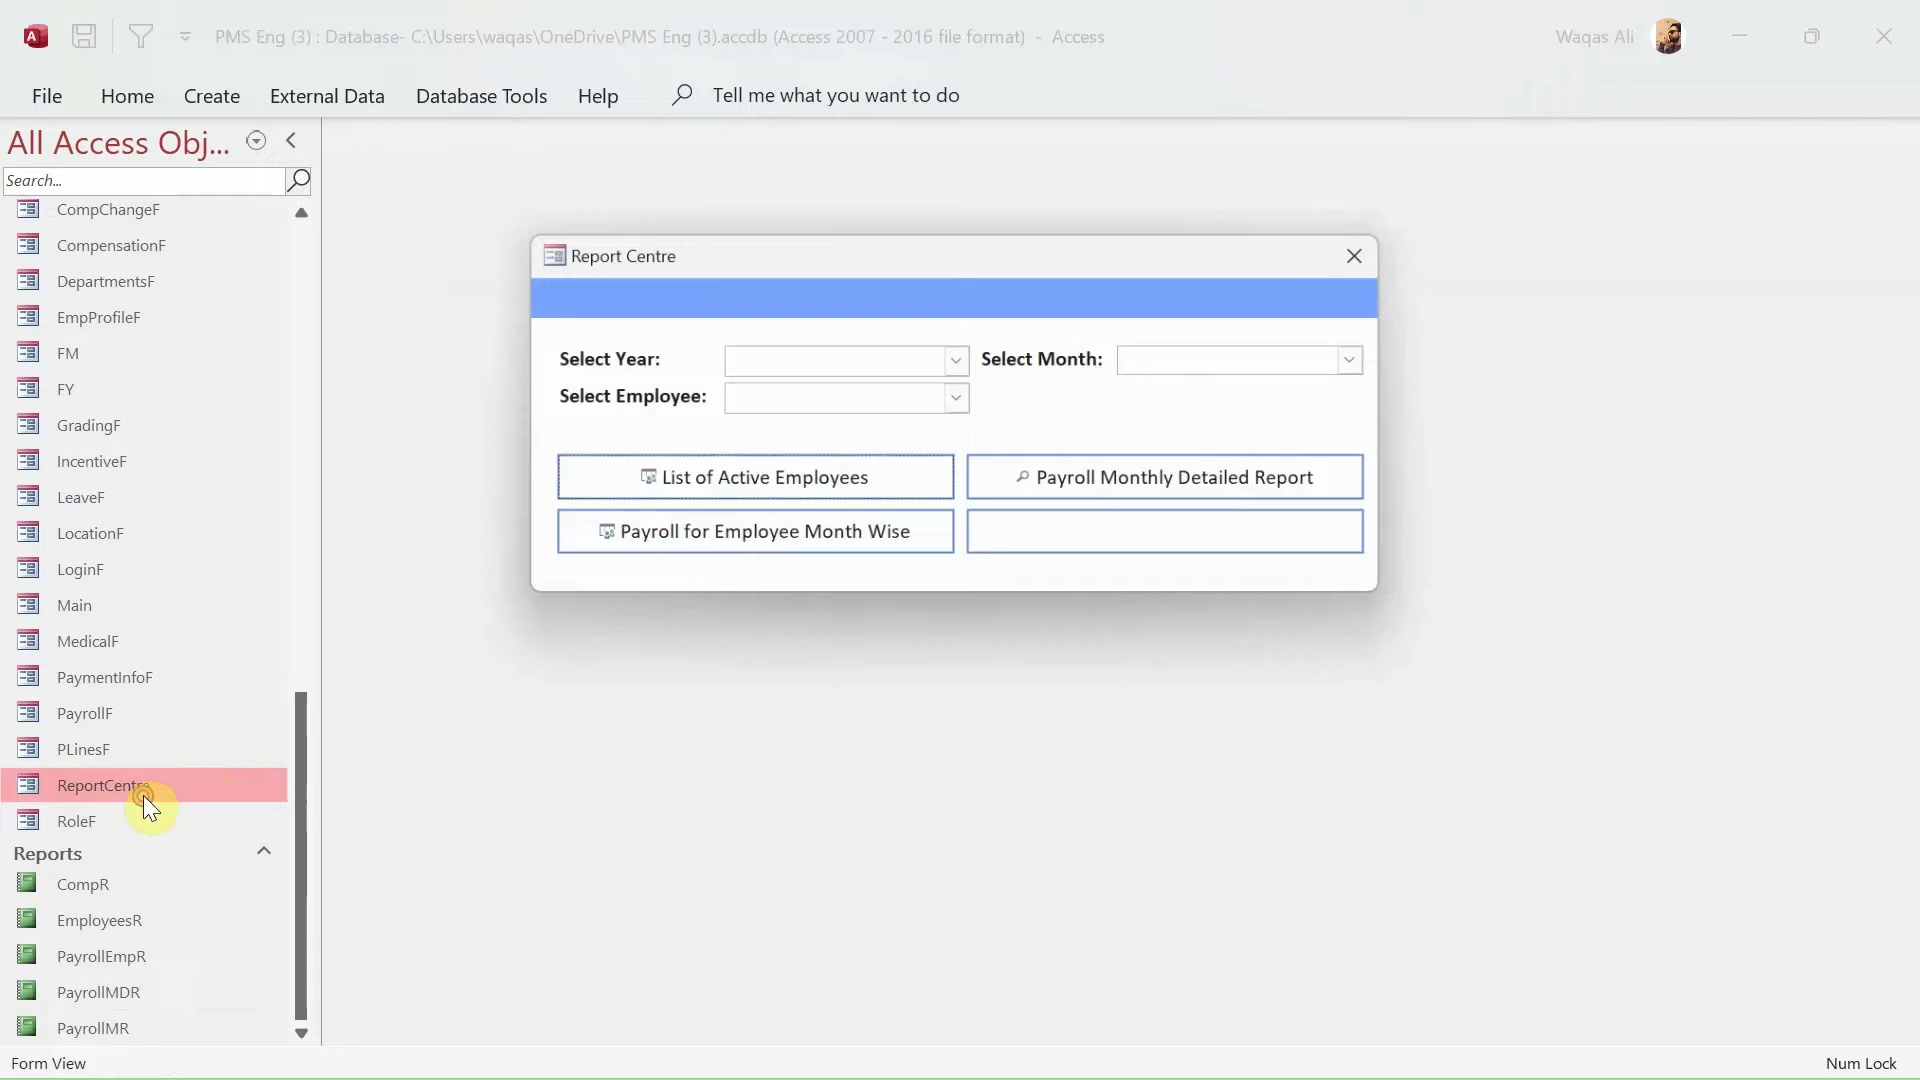 PMS Eng (3) : Database- C:\Users\waqas\OneDrive\PMS Eng (3).accdb (Access 2007 - 2016 file format) - Access
Waqas Ali
File Home Create External Data Database Tools Help Tell me what you want to do
All Access Obj...
Search...
CompChangeF
CompensationF
DepartmentsF
EmpProfileF
FM
FY
GradingF
IncentiveF
LeaveF
LocationF
LoginF
Main
MedicalF
PaymentInfoF
PayrollF
PLinesF
ReportCentre
RoleF
Reports
CompR
EmployeesR
PayrollEmpR
PayrollMDR
PayrollMR
Report Centre
Select Year: Select Month:
Select Employee:
List of Active Employees Payroll Monthly Detailed Report
Payroll for Employee Month Wise
Form View Num Lock